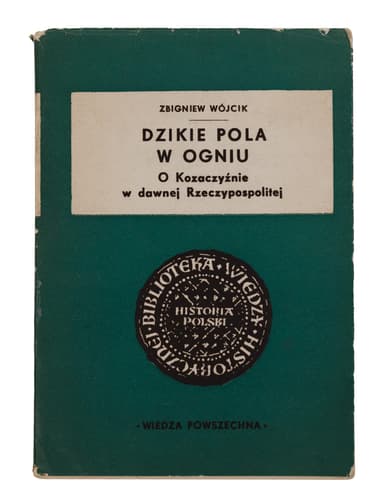 ZBIGNIEW WÓJCIK
DZIKIE POLA
W OGNIU
O Kozaczyźnie
w dawnej Rzeczypospolitej
BIBLIOTEKA · WIEDZY · HISTORYCZNEJ ·
HISTORIA
POLSKI
• WIEDZA POWSZECHNA •